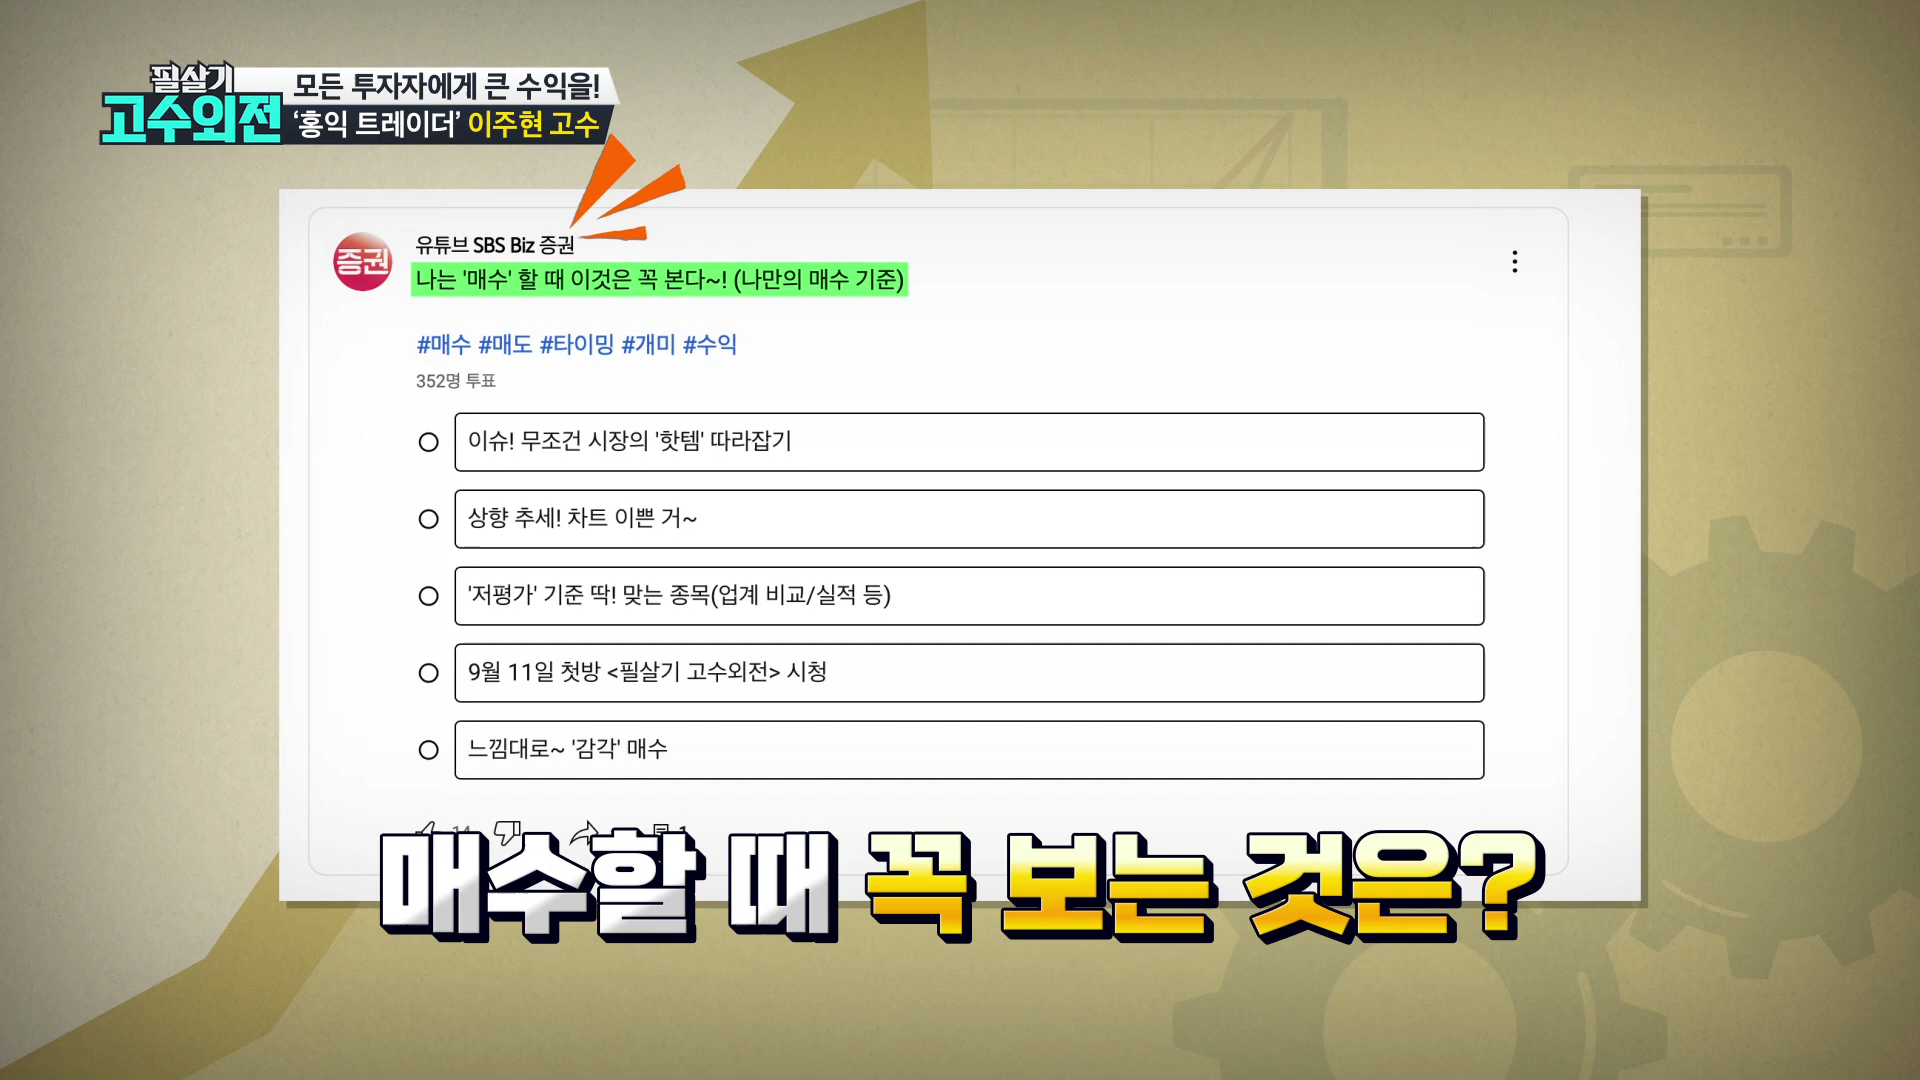 필살기
고수외전
모든 투자자에게 큰 수익을!
‘홍익 트레이더’ 이주현 고수
증권
유튜브 SBS Biz 증권
나는 '매수' 할 때 이것은 꼭 본다~! (나만의 매수 기준)
#매수 #매도 #타이밍 #개미 #수익
352명 투표
이슈! 무조건 시장의 '핫템' 따라잡기
상향 추세! 차트 이쁜 거~
'저평가' 기준 딱! 맞는 종목(업계 비교/실적 등)
9월 11일 첫방 <필살기 고수외전> 시청
느낌대로~ '감각' 매수
매수할 때 꼭 보는 것은?